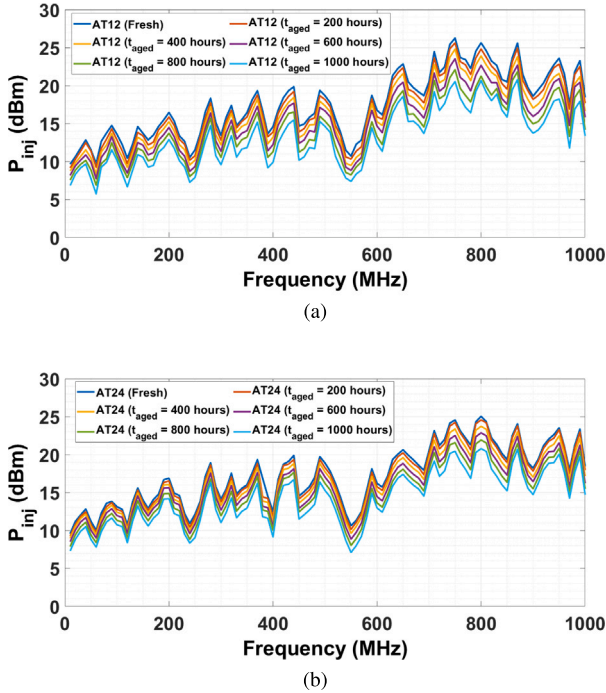 30
25
20
15
10
5
0
P_inj (dBm)
AT12 (Fresh) AT12 (t_aged = 200 hours)
AT12 (t_aged = 400 hours) AT12 (t_aged = 600 hours)
AT12 (t_aged = 800 hours) AT12 (t_aged = 1000 hours)
0 200 400 600 800 1000
Frequency (MHz)
(a)
30
25
20
15
10
5
0
P_inj (dBm)
AT24 (Fresh) AT24 (t_aged = 200 hours)
AT24 (t_aged = 400 hours) AT24 (t_aged = 600 hours)
AT24 (t_aged = 800 hours) AT24 (t_aged = 1000 hours)
0 200 400 600 800 1000
Frequency (MHz)
(b)